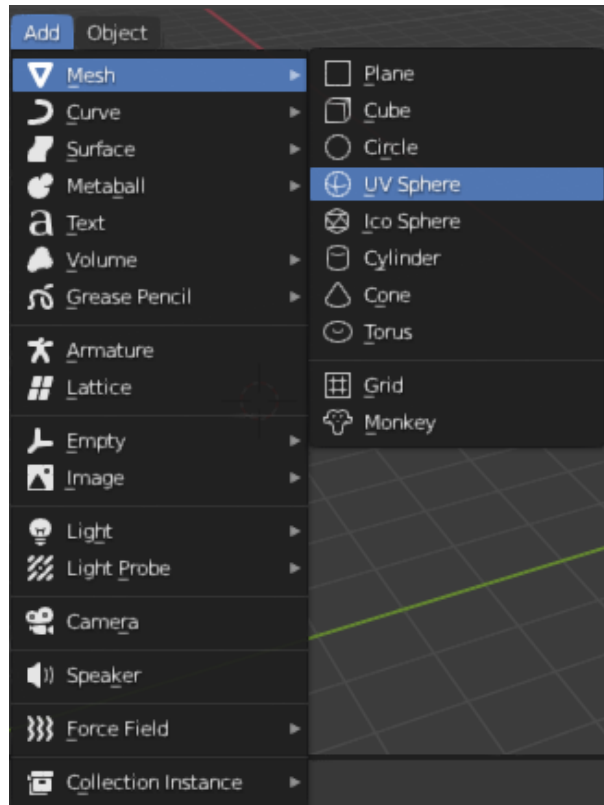 Add Object
Mesh
Curve
Surface
Metaball
Text
Volume
Grease Pencil
Armature
Lattice
Empty
Image
Light
Light Probe
Camera
Speaker
Force Field
Collection Instance
Plane
Cube
Circle
UV Sphere
Ico Sphere
Cylinder
Cone
Torus
Grid
Monkey